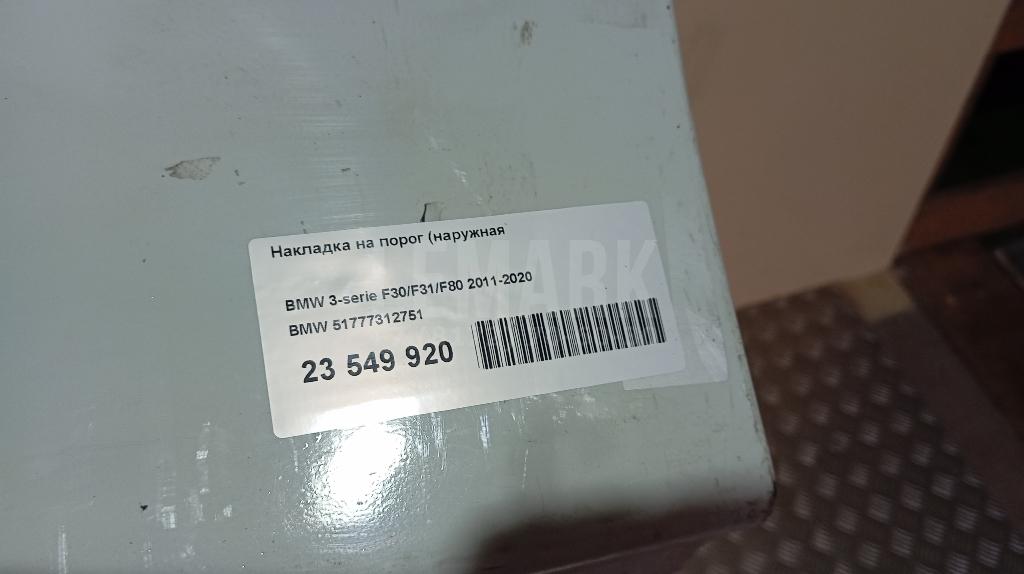 Накладка на порог (наружная
BMW 3-serie F30/F31/F80 2011-2020
BMW 51777312751
23 549 920